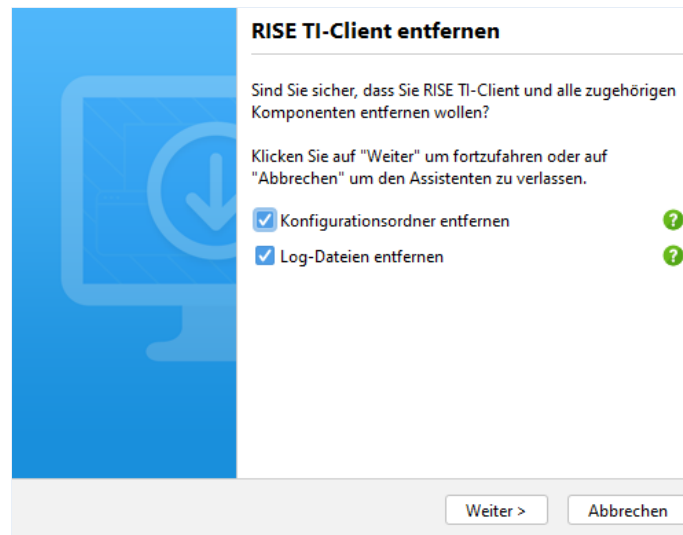 RISE TI-Client entfernen
Sind Sie sicher, dass Sie RISE TI-Client und alle zugehörigen
Komponenten entfernen wollen?
Klicken Sie auf "Weiter" um fortzufahren oder auf
"Abbrechen" um den Assistenten zu verlassen.
Konfigurationsordner entfernen ?
Log-Dateien entfernen ?
Weiter > Abbrechen